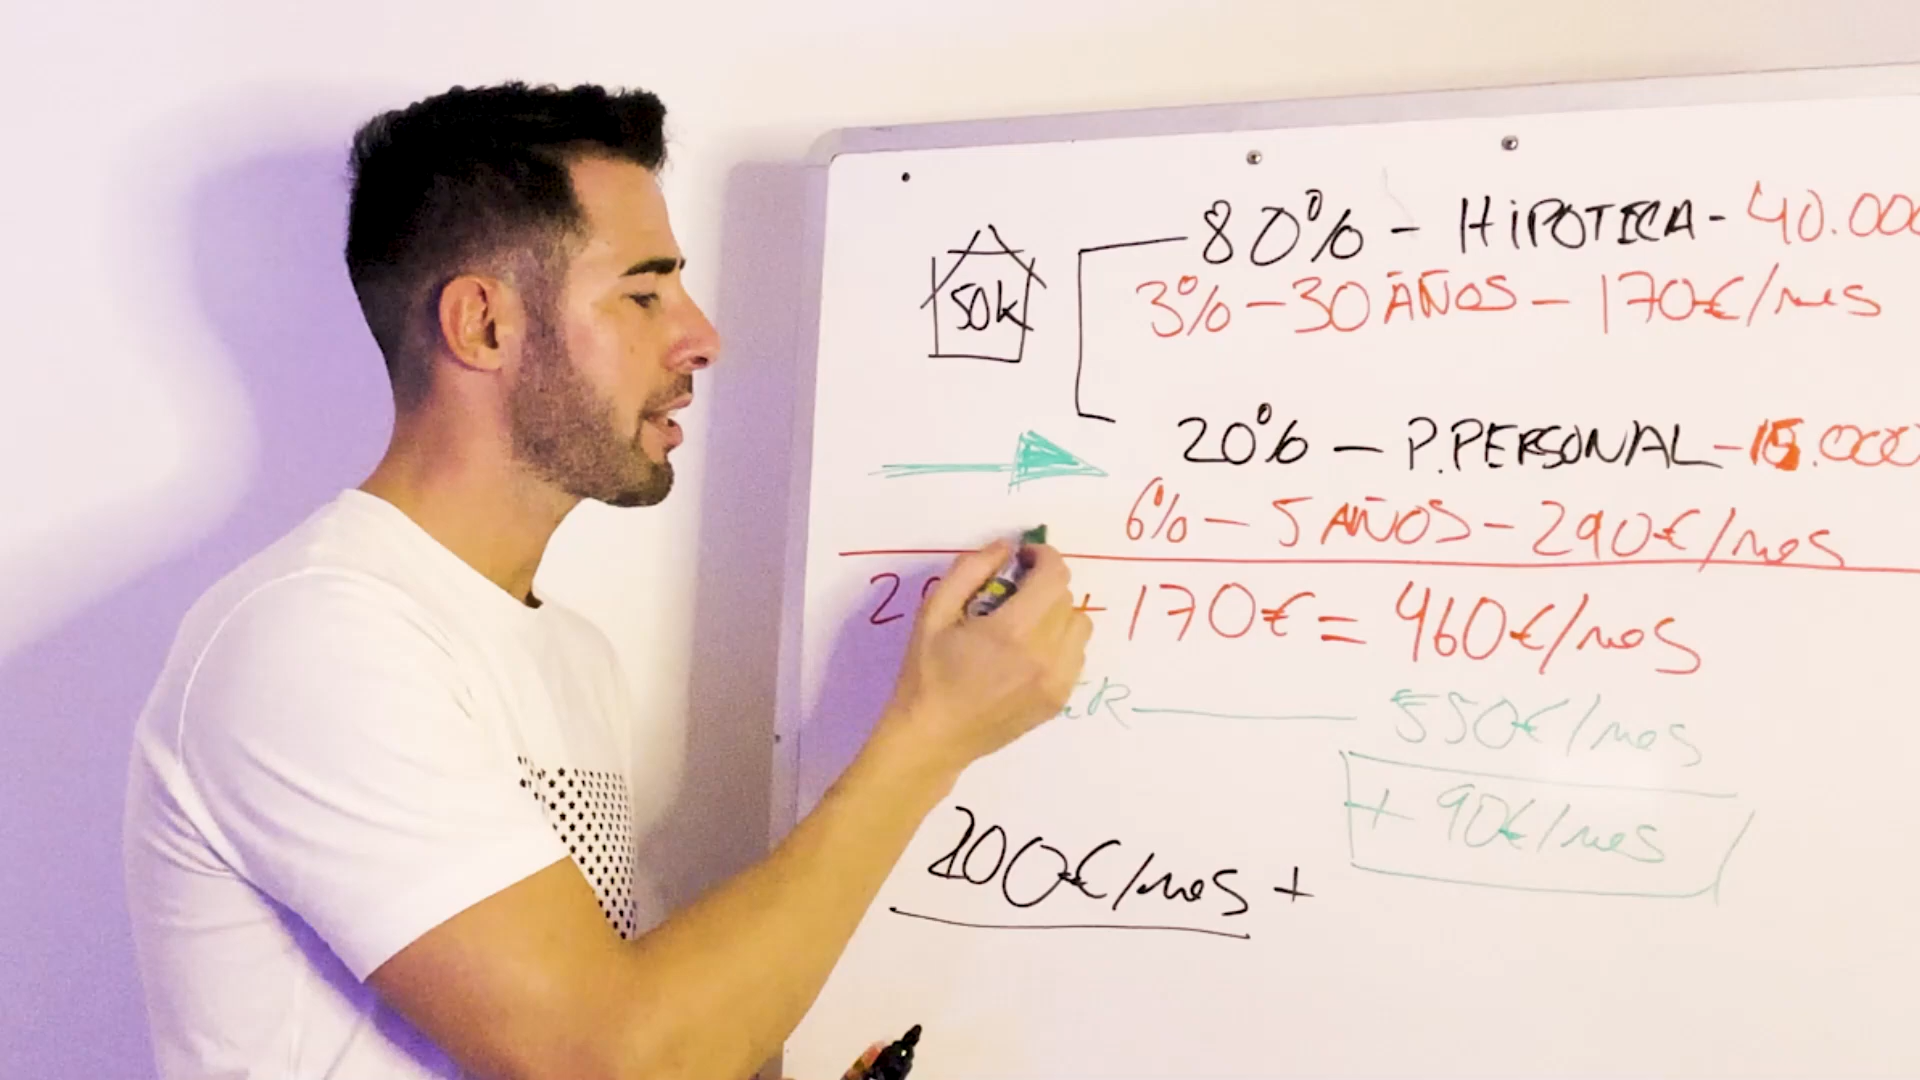 80% - HIPOTECA - 40.000
50k
3% - 30 AÑOS - 170€/mes
20% - P.PERSONAL - 15.000
6% - 5 AÑOS - 290€/mes
+ 170€ = 460€/mes
550€/mes
+ 90€/mes
200€/mes +